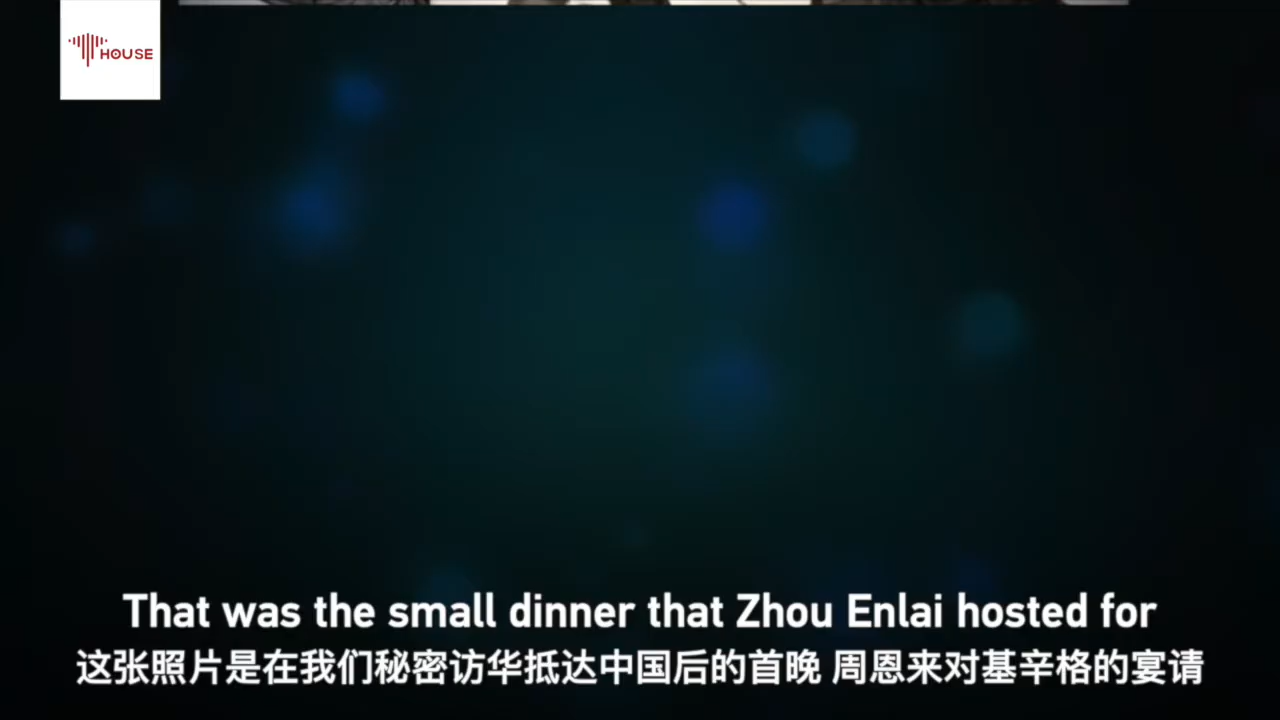 HOUSE
That was the small dinner that Zhou Enlai hosted for
这张照片是在我们秘密访华抵达中国后的首晚 周恩来对基辛格的宴请